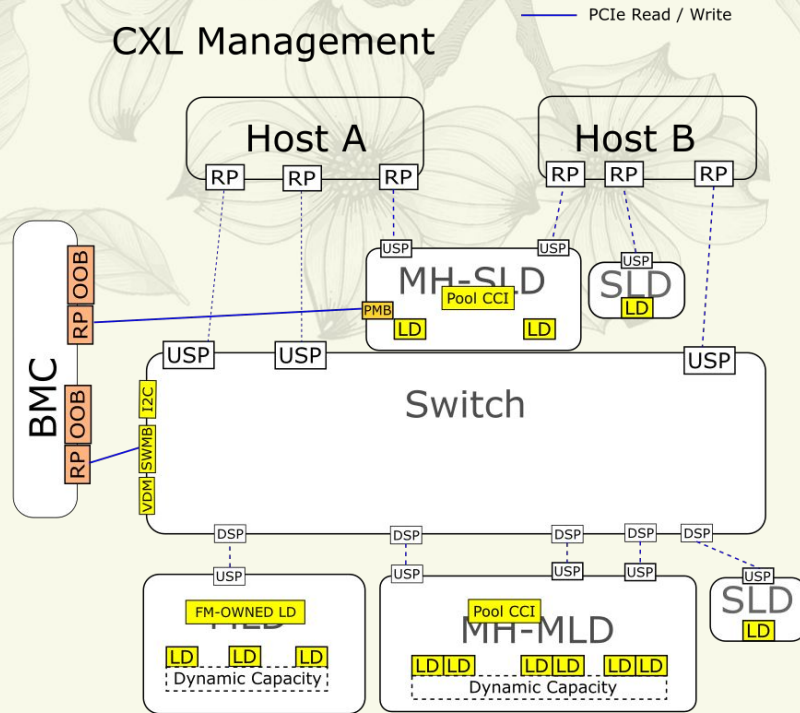 PCIe Read / Write
CXL Management
Host A
Host B
RP
RP
RP
RP
RP
RP
USP
USP
USP
MH-SLD
Pool CCI
SLD
LD
PMB
LD
LD
BMC
OOB
RP
OOB
RP
USP
USP
USP
Switch
I2C
SWMB
VDM
DSP
DSP
DSP
DSP
DSP
USP
USP
USP
USP
USP
FM-OWNED LD
MLD
LD
LD
LD
Dynamic Capacity
Pool CCI
MH-MLD
LD LD
LD LD
LD LD
Dynamic Capacity
SLD
LD